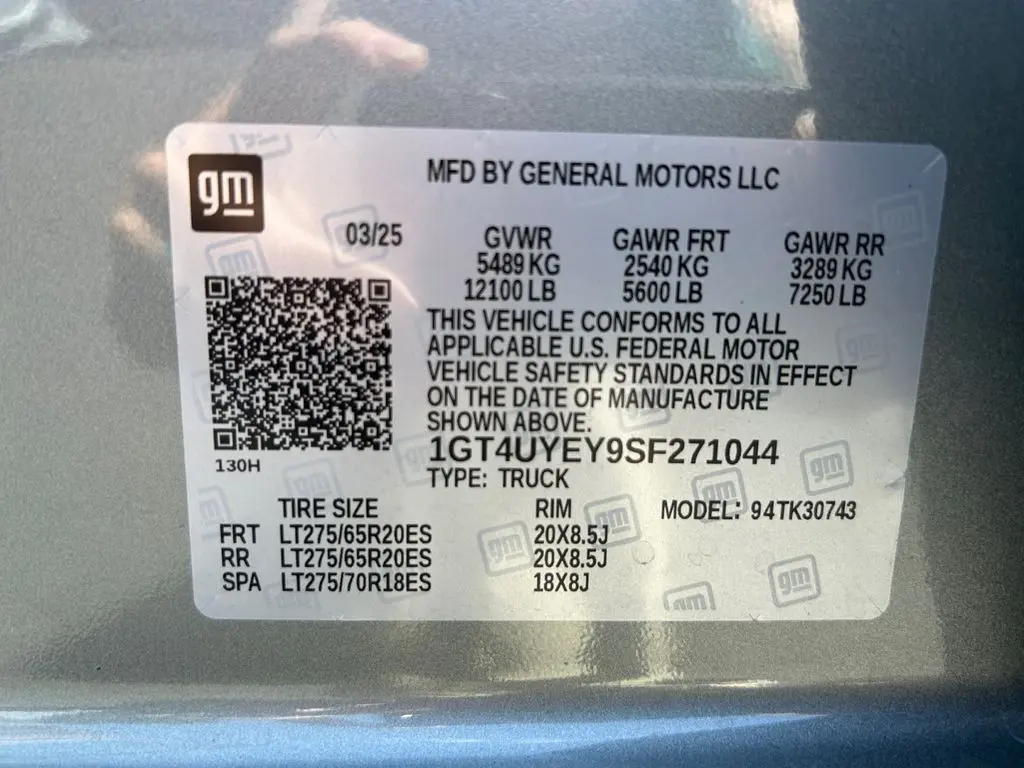 gm
MFD BY GENERAL MOTORS LLC
03/25
GVWR GAWR FRT GAWR RR
5489 KG 2540 KG 3289 KG
12100 LB 5600 LB 7250 LB
THIS VEHICLE CONFORMS TO ALL
APPLICABLE U.S. FEDERAL MOTOR
VEHICLE SAFETY STANDARDS IN EFFECT
ON THE DATE OF MANUFACTURE
SHOWN ABOVE.
130H
1GT4UYEY9SF271044
TYPE: TRUCK
TIRE SIZE RIM MODEL: 94TK30743
FRT LT275/65R20ES 20X8.5J
RR LT275/65R20ES 20X8.5J
SPA LT275/70R18ES 18X8J